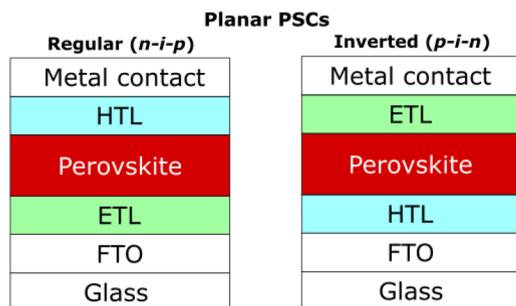 Planar PSCs
Regular (n-i-p)
Metal contact
HTL
Perovskite
ETL
FTO
Glass
Inverted (p-i-n)
Metal contact
ETL
Perovskite
HTL
FTO
Glass